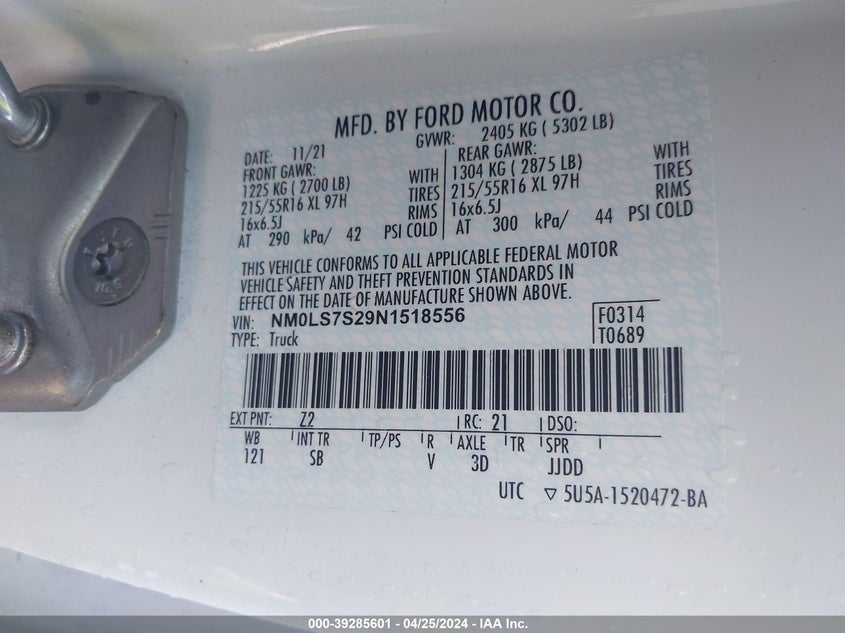 MFD. BY FORD MOTOR CO.
DATE: 11/21 GVWR: 2405 KG ( 5302 LB)
FRONT GAWR: REAR GAWR:
1225 KG ( 2700 LB) WITH 1304 KG ( 2875 LB) WITH
215/55R16 XL 97H TIRES 215/55R16 XL 97H TIRES
16x6.5J RIMS 16x6.5J RIMS
AT 290 kPa/ 42 PSI COLD AT 300 kPa/ 44 PSI COLD
THIS VEHICLE CONFORMS TO ALL APPLICABLE FEDERAL MOTOR
VEHICLE SAFETY AND THEFT PREVENTION STANDARDS IN
EFFECT ON THE DATE OF MANUFACTURE SHOWN ABOVE.
VIN: NM0LS7S29N1518556 F0314
TYPE: Truck T0689
EXT PNT: Z2 RC: 21 DSO:
WB INT TR TP/PS R AXLE TR SPR
121 SB V 3D JJDD
UTC ▽ 5U5A-1520472-BA
000-39285601 - 04/25/2024 - IAA Inc.